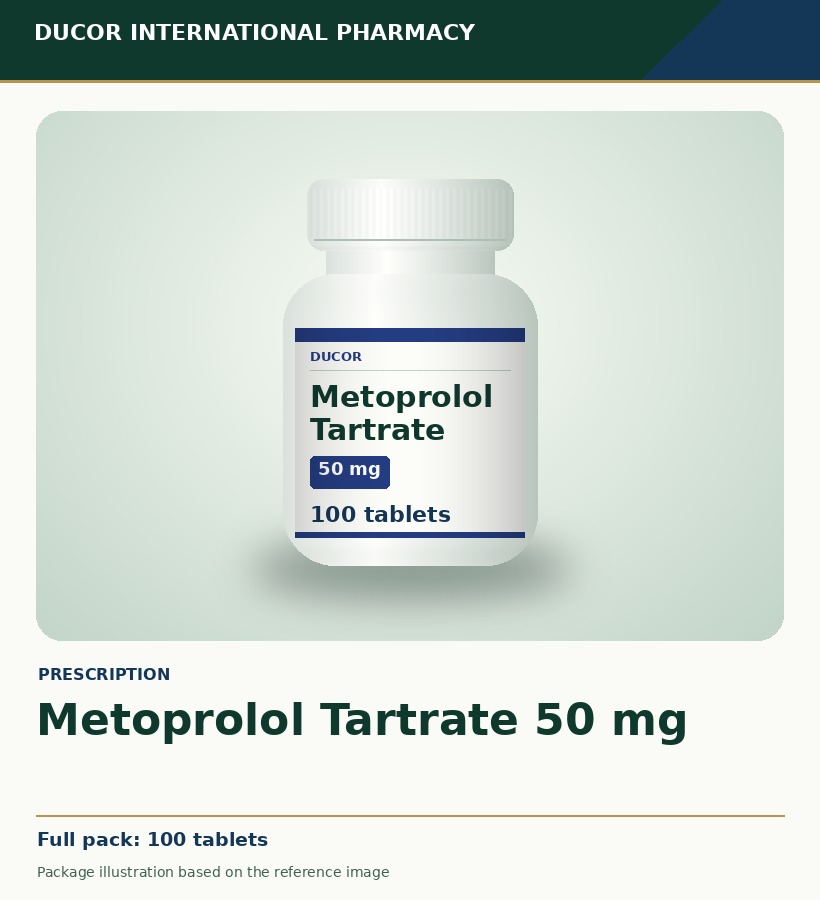 DUCOR INTERNATIONAL PHARMACY
DUCOR
Metoprolol
Tartrate
50 mg
100 tablets
PRESCRIPTION
Metoprolol Tartrate 50 mg
Full pack: 100 tablets
Package illustration based on the reference image